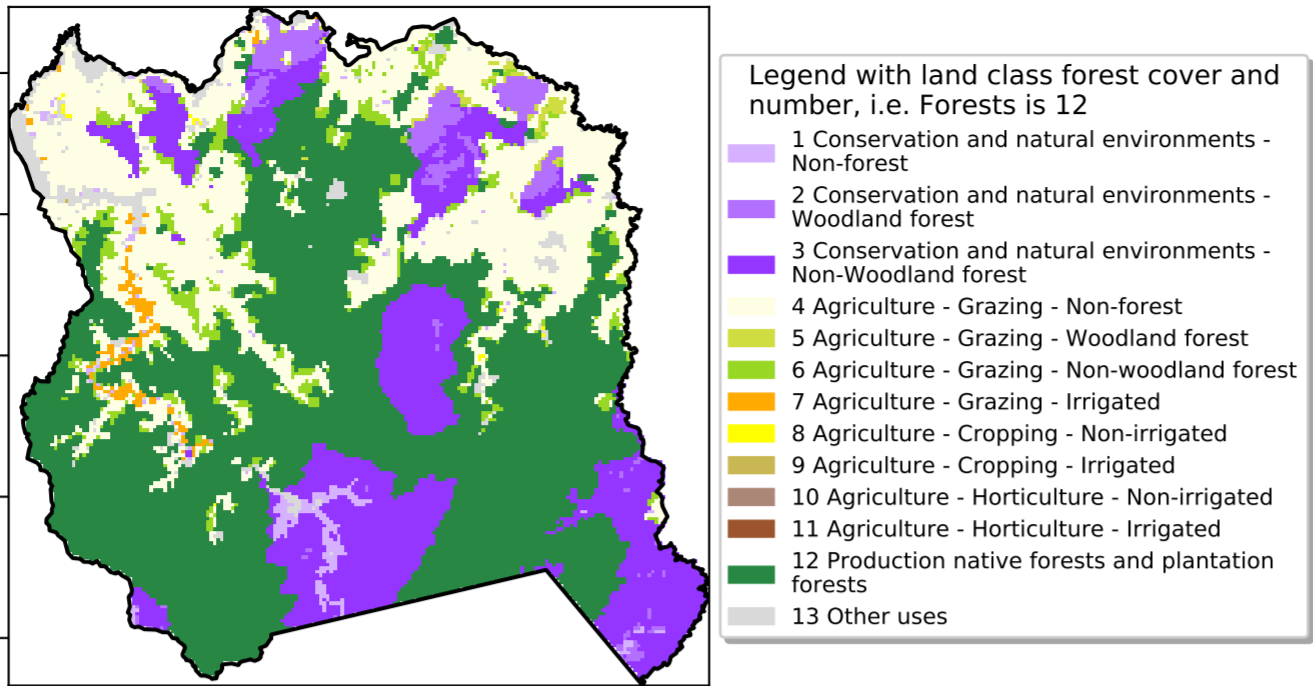 Legend with land class forest cover and
number, i.e. Forests is 12
1 Conservation and natural environments -
Non-forest
2 Conservation and natural environments -
Woodland forest
3 Conservation and natural environments -
Non-Woodland forest
4 Agriculture - Grazing - Non-forest
5 Agriculture - Grazing - Woodland forest
6 Agriculture - Grazing - Non-woodland forest
7 Agriculture - Grazing - Irrigated
8 Agriculture - Cropping - Non-irrigated
9 Agriculture - Cropping - Irrigated
10 Agriculture - Horticulture - Non-irrigated
11 Agriculture - Horticulture - Irrigated
12 Production native forests and plantation
forests
13 Other uses